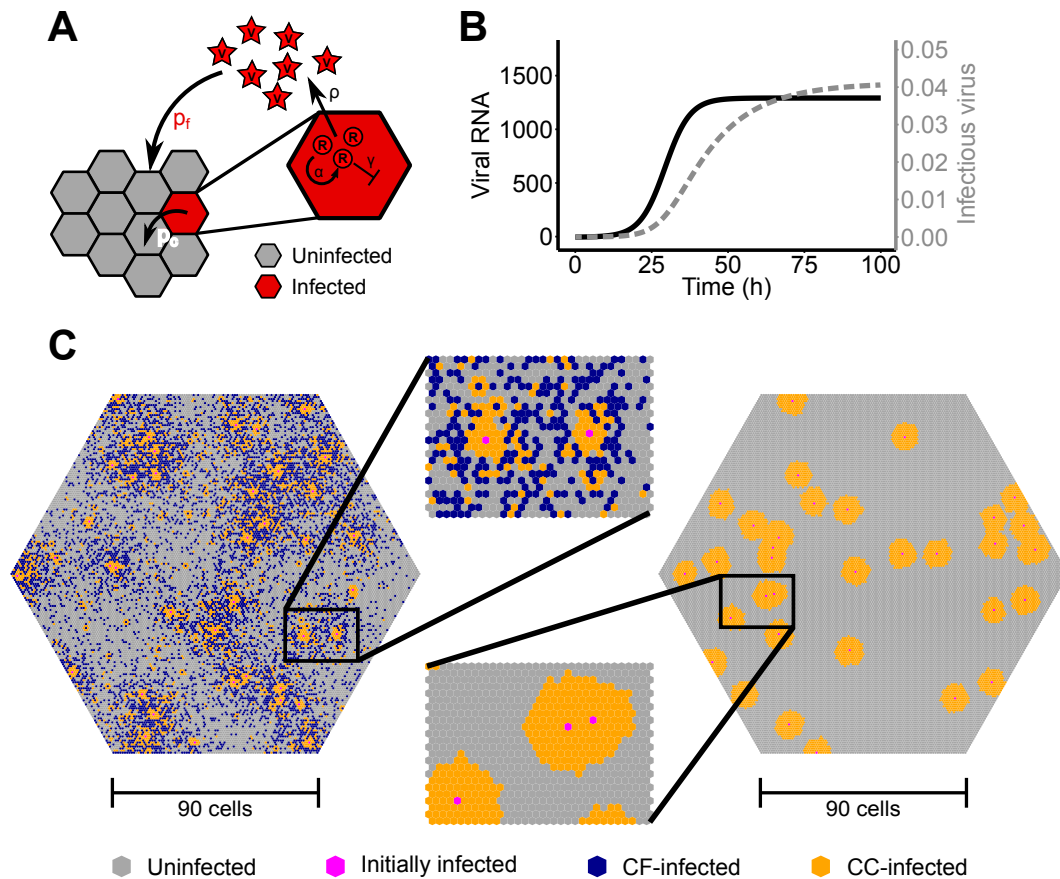 A
V V V V V V V
ρ
p_f
R R R
α γ
p_c
Uninfected
Infected
B
Viral RNA
1500
1000
500
0
0 25 50 75 100
Time (h)
0.05
0.04
0.03
0.02
0.01
0.00
Infectious virus
C
90 cells
90 cells
Uninfected Initially infected CF-infected CC-infected